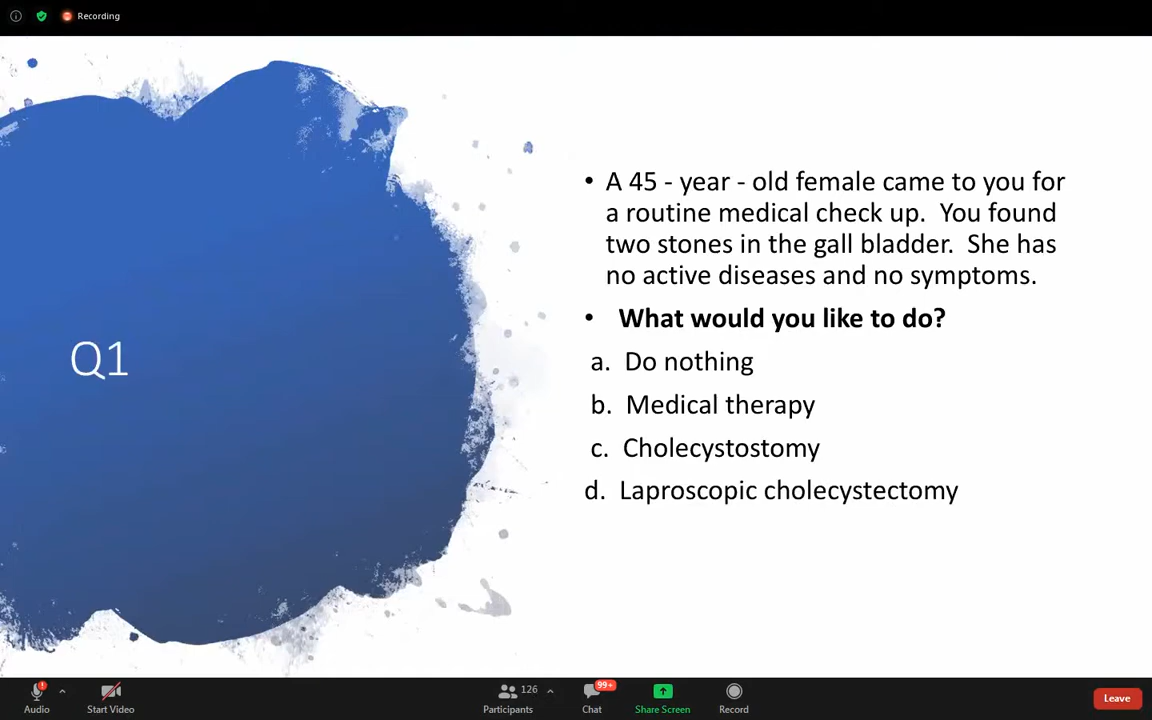 Recording
Q1
• A 45 - year - old female came to you for
a routine medical check up. You found
two stones in the gall bladder. She has
no active diseases and no symptoms.
• What would you like to do?
a. Do nothing
b. Medical therapy
c. Cholecystostomy
d. Laproscopic cholecystectomy
Audio
Start Video
126
Participants
99+
Chat
Share Screen
Record
Leave